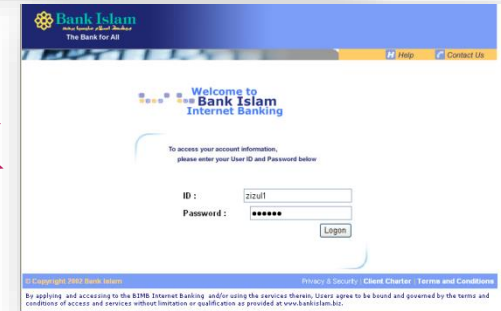 Bank Islam
The Bank for All
Help
Contact Us
Welcome to
Bank Islam
Internet Banking
To access your account information,
please enter your User ID and Password below
ID :
zizul1
Password :
••••••
Logon
© Copyright 2002 Bank Islam
Privacy & Security | Client Charter | Terms and Conditions
By applying and accessing to the BIMB Internet Banking and/or using the services therein, Users agree to be bound and governed by the terms and
conditions of access and services without limitation or qualification as provided at www.bankislam.biz.